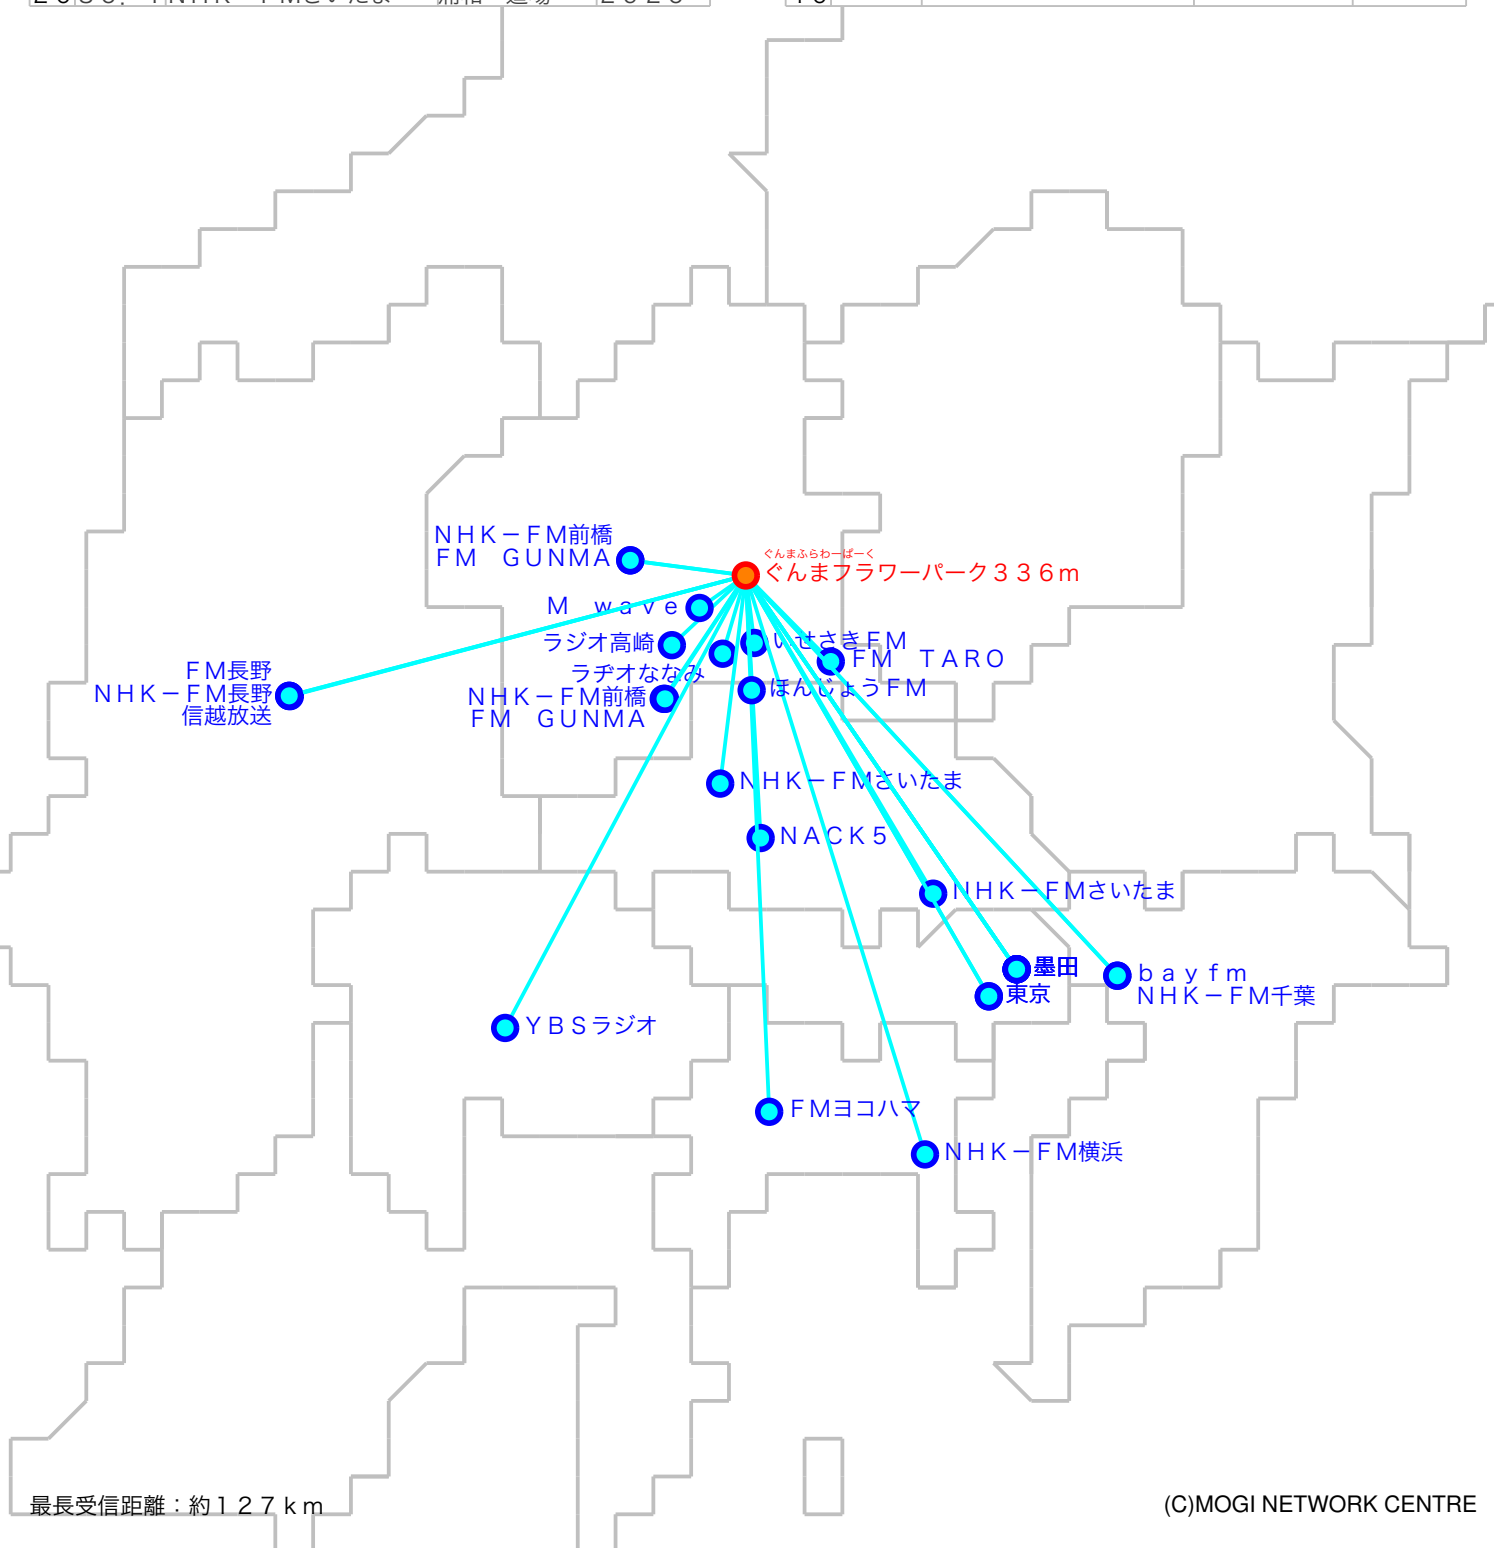 ぐんまふらわーぱーく
ぐんまフラワーパーク３３６ｍ
ＮＨＫ－ＦＭ前橋
ＦＭ　ＧＵＮＭＡ
Ｍ　ｗａｖｅ
ラジオ高崎
いせさきＦＭ
ＦＭ　ＴＡＲＯ
ラヂオななみ
ほんじょうＦＭ
ＦＭ長野
ＮＨＫ－ＦＭ長野
信越放送
ＮＨＫ－ＦＭ前橋
ＦＭ　ＧＵＮＭＡ
ＮＨＫ－ＦＭさいたま
ＮＡＣＫ５
ＮＨＫ－ＦＭさいたま
墨田
東京
ｂａｙｆｍ
ＮＨＫ－ＦＭ千葉
ＹＢＳラジオ
ＦＭヨコハマ
ＮＨＫ－ＦＭ横浜
最長受信距離：約１２７ｋｍ
(C)MOGI NETWORK CENTRE